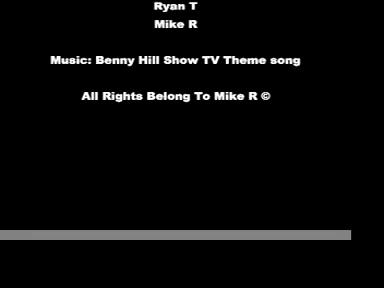 Ryan T
Mike R
Music: Benny Hill Show TV Theme song
All Rights Belong To Mike R ©